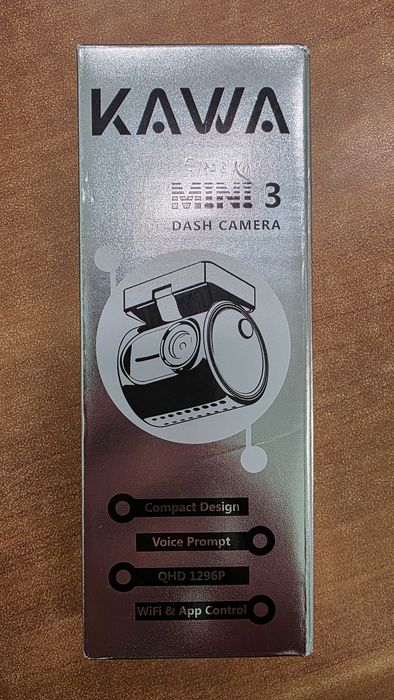 KAWA
MINI 3
DASH CAMERA
Compact Design
Voice Prompt
QHD 1296P
WiFi & App Control